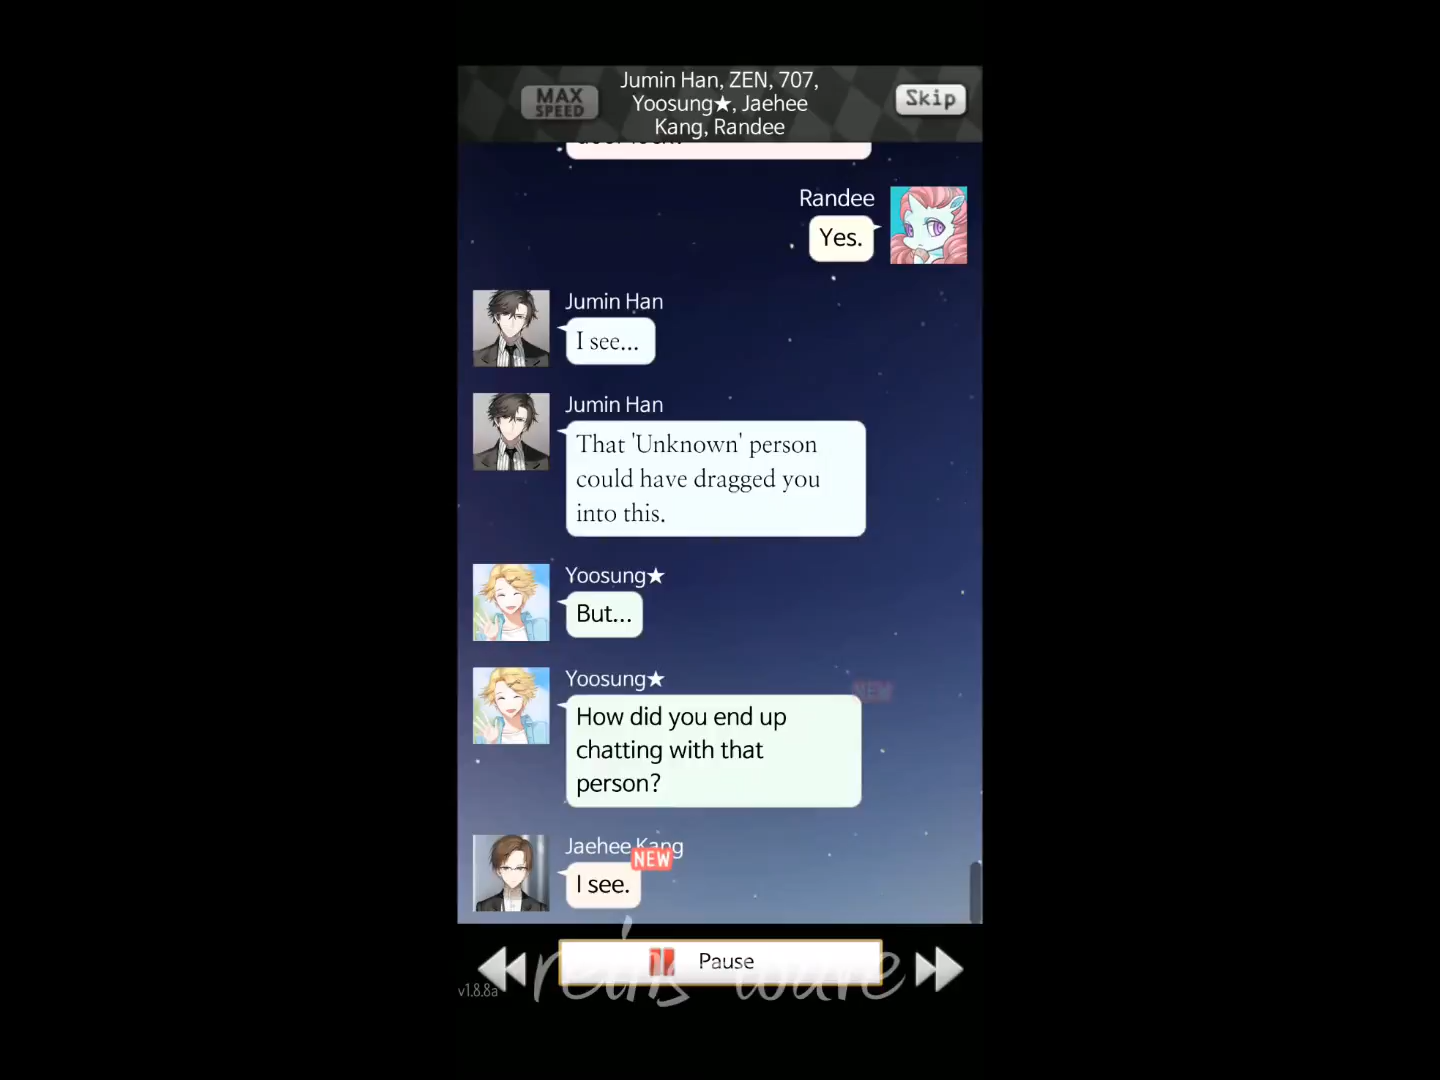 Jumin Han, ZEN, 707,
MAX
SPEED
Yoosung★, Jaehee
Skip
Kang, Randee
Randee
Yes.
Jumin Han
I see...
Jumin Han
That 'Unknown' person
could have dragged you
into this.
Yoosung★
But...
Yoosung★
NEW
How did you end up
chatting with that
person?
Jaehee Kang
NEW
I see.
Pause
v1.8.8a